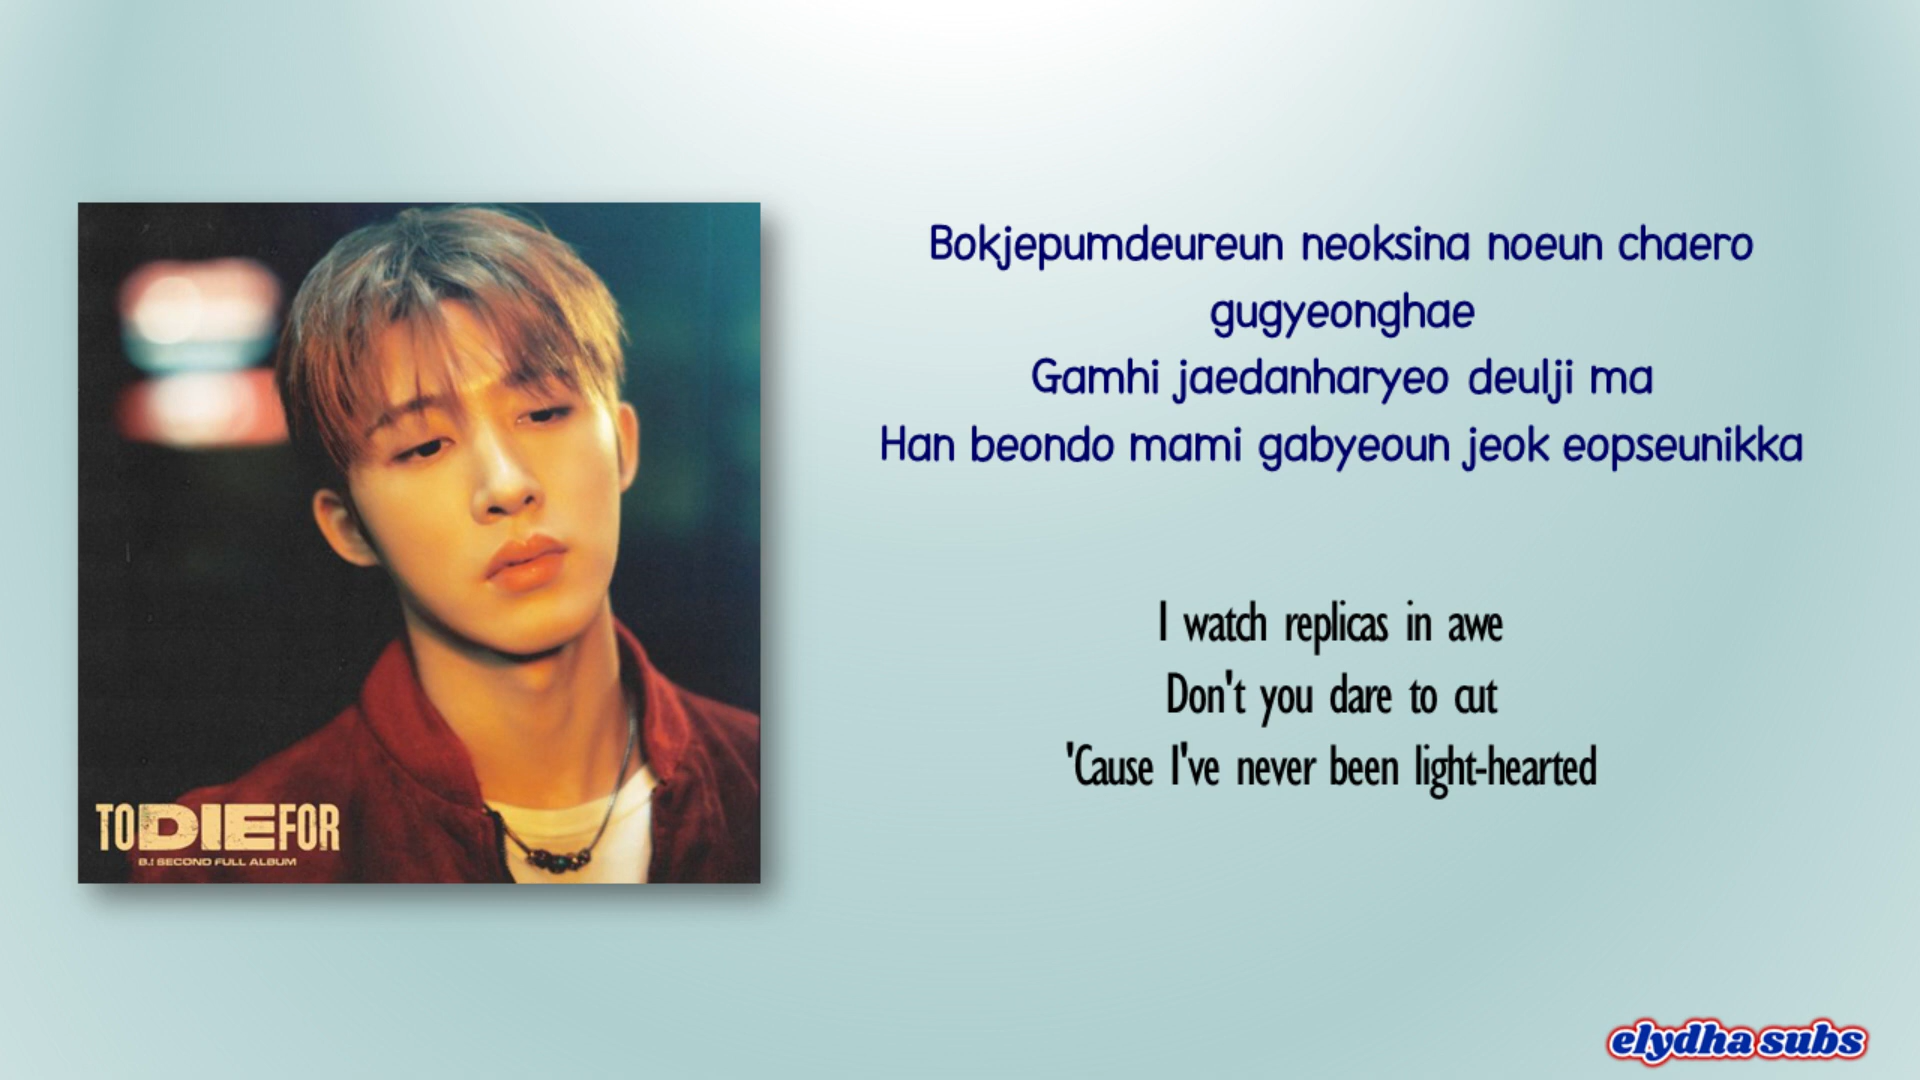 Bokjepumdeureun neoksina noeun chaero
gugyeonghae
Gamhi jaedanharyeo deulji ma
Han beondo mami gabyeoun jeok eopseunikka
I watch replicas in awe
Don't you dare to cut
'Cause I've never been light-hearted
TO DIE FOR
B.I SECOND FULL ALBUM
elydha subs